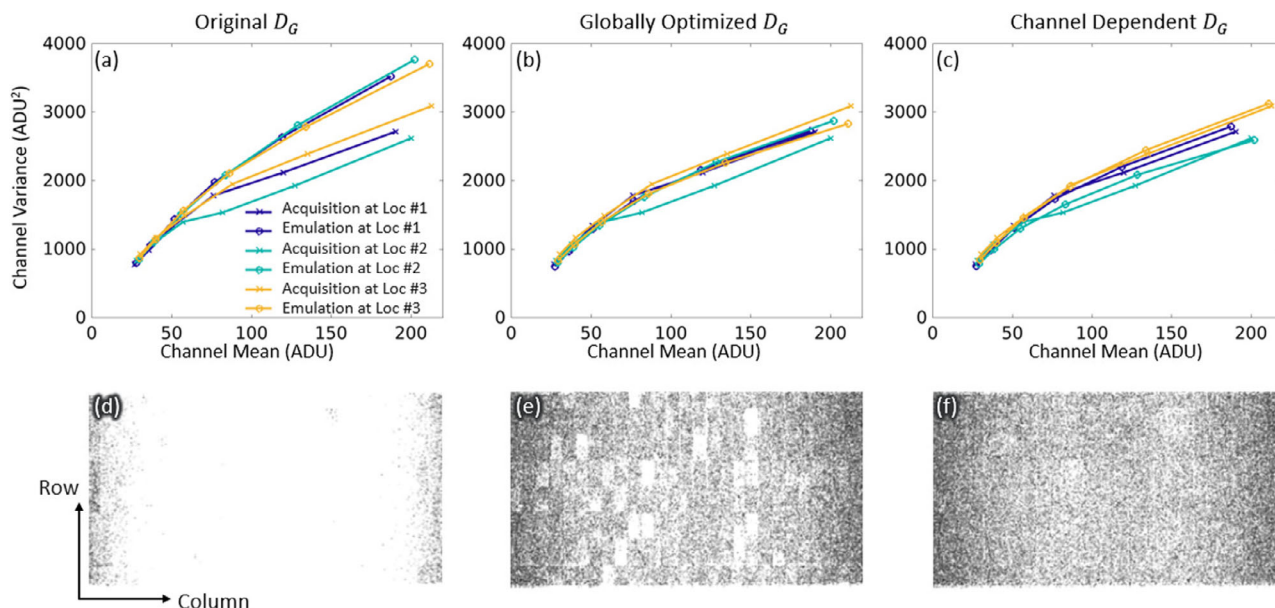 Original D_G
Globally Optimized D_G
Channel Dependent D_G
Channel Variance (ADU²)
4000
3000
2000
1000
0
(a)
Acquisition at Loc #1
Emulation at Loc #1
Acquisition at Loc #2
Emulation at Loc #2
Acquisition at Loc #3
Emulation at Loc #3
0 50 100 150 200
Channel Mean (ADU)
4000
3000
2000
1000
0
(b)
0 50 100 150 200
Channel Mean (ADU)
4000
3000
2000
1000
0
(c)
0 50 100 150 200
Channel Mean (ADU)
(d)
(e)
(f)
Row
Column